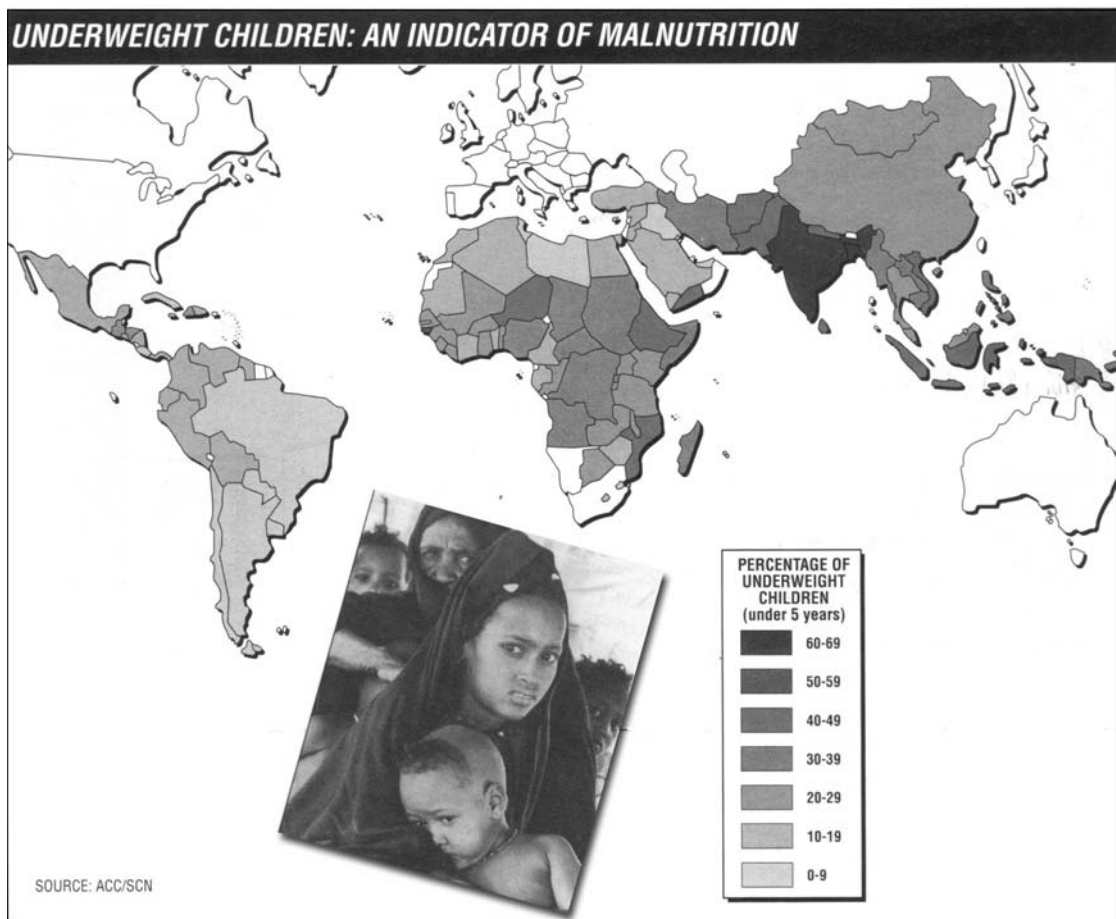 UNDERWEIGHT CHILDREN: AN INDICATOR OF MALNUTRITION
PERCENTAGE OF
UNDERWEIGHT
CHILDREN
(under 5 years)
60-69
50-59
40-49
30-39
20-29
10-19
0-9
SOURCE: ACC/SCN